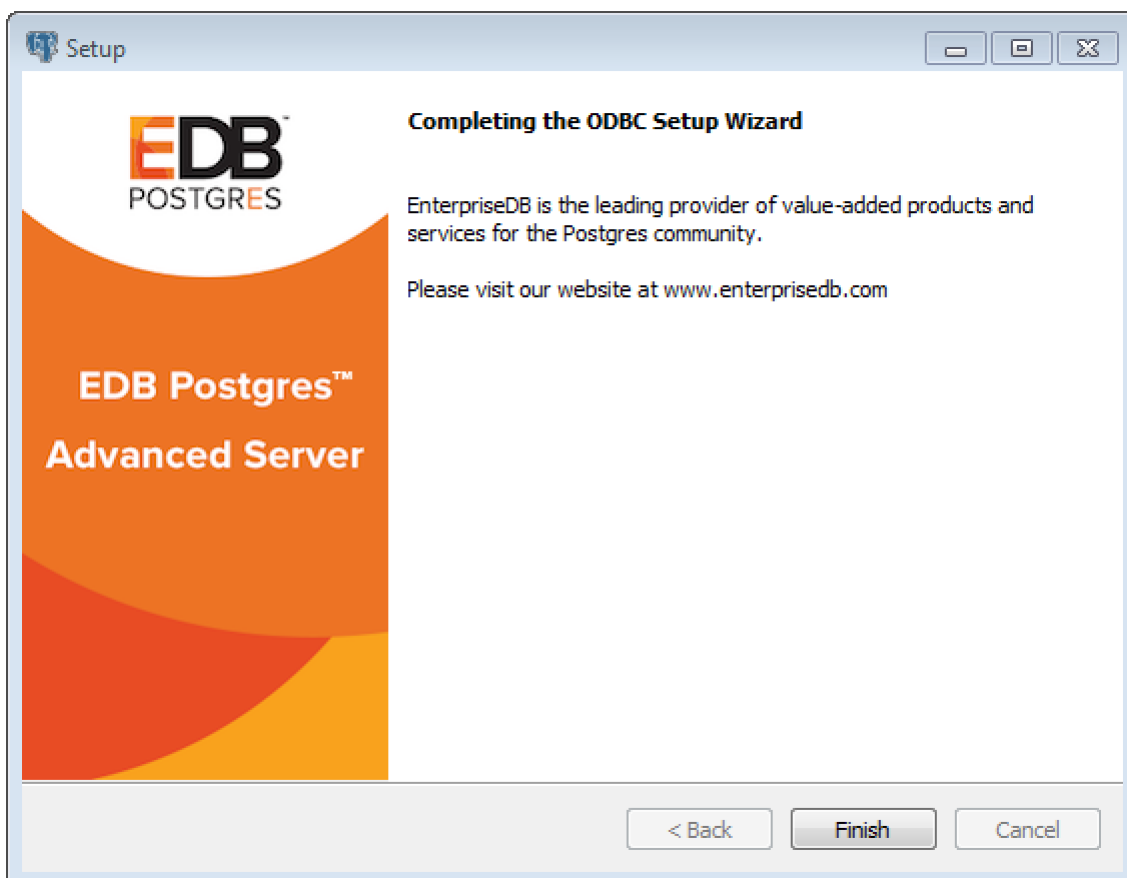 Setup
EDB™
POSTGRES
Completing the ODBC Setup Wizard
EnterpriseDB is the leading provider of value-added products and
services for the Postgres community.
Please visit our website at www.enterprisedb.com
EDB Postgres™
Advanced Server
< Back
Finish
Cancel